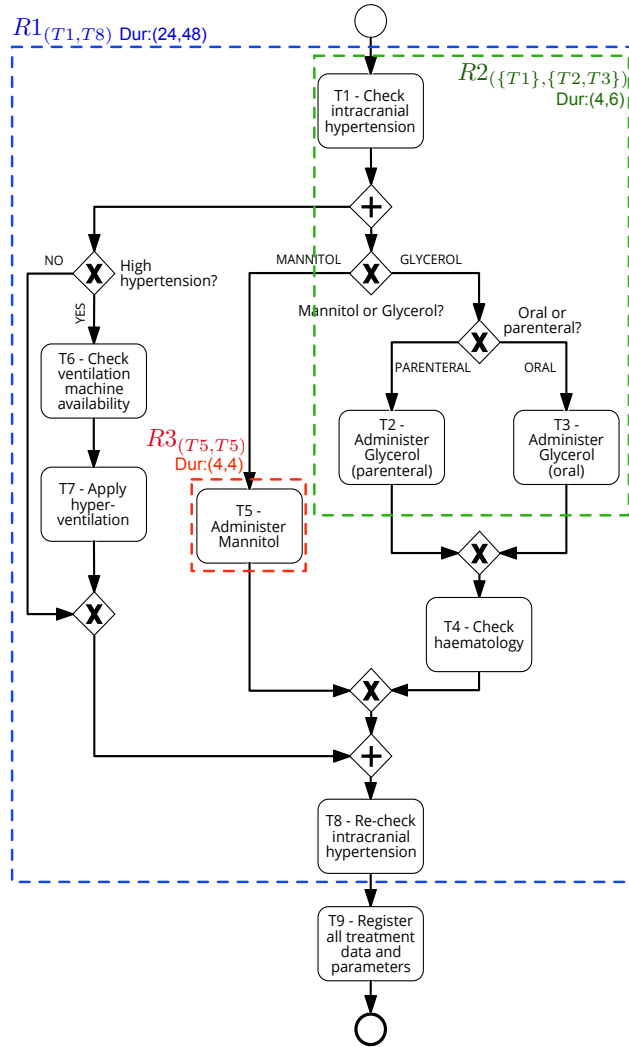 R1(T1,T8) Dur:(24,48)
R2({T1},{T2,T3})
Dur:(4,6)
T1 - Check
intracranial
hypertension
NO
High
hypertension?
YES
MANNITOL
GLYCEROL
Mannitol or Glycerol?
Oral or
parenteral?
PARENTERAL
ORAL
T6 - Check
ventilation
machine
availability
T2 -
Administer
Glycerol
(parenteral)
T3 -
Administer
Glycerol
(oral)
R3(T5,T5)
Dur:(4,4)
T7 - Apply
hyper-
ventilation
T5 -
Administer
Mannitol
T4 - Check
haematology
T8 - Re-check
intracranial
hypertension
T9 - Register
all treatment
data and
parameters